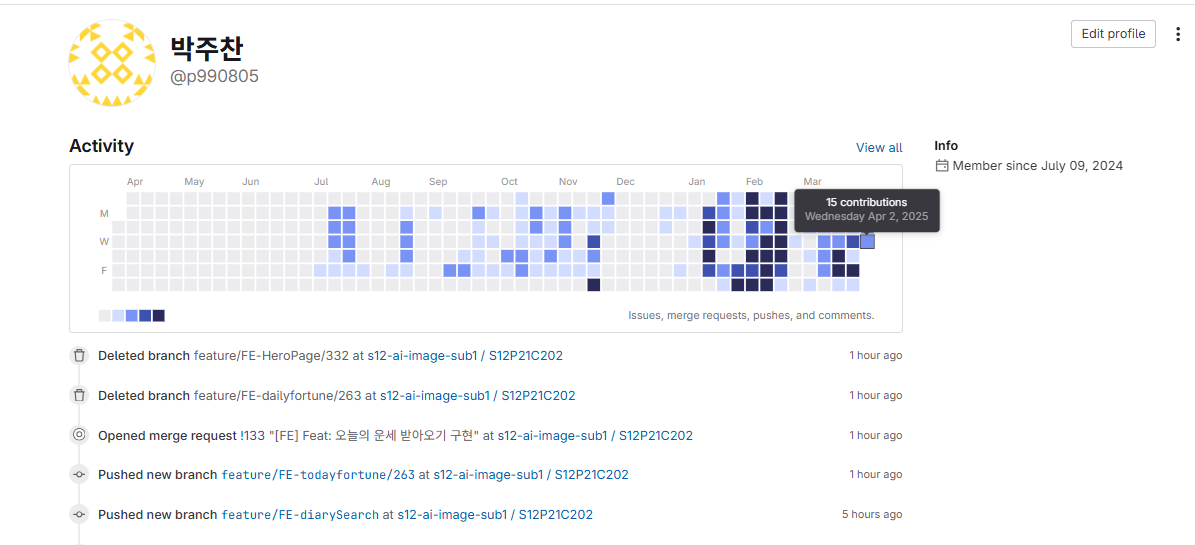 박주찬
@p990805
Edit profile
Activity
View all
Info
Member since July 09, 2024
Apr May Jun Jul Aug Sep Oct Nov Dec Jan Feb Mar
15 contributions
Wednesday Apr 2, 2025
M
W
F
Issues, merge requests, pushes, and comments.
Deleted branch feature/FE-HeroPage/332 at s12-ai-image-sub1 / S12P21C202 1 hour ago
Deleted branch feature/FE-dailyfortune/263 at s12-ai-image-sub1 / S12P21C202 1 hour ago
Opened merge request !133 "[FE] Feat: 오늘의 운세 받아오기 구현" at s12-ai-image-sub1 / S12P21C202 1 hour ago
Pushed new branch feature/FE-todayfortune/263 at s12-ai-image-sub1 / S12P21C202 1 hour ago
Pushed new branch feature/FE-diarySearch at s12-ai-image-sub1 / S12P21C202 5 hours ago